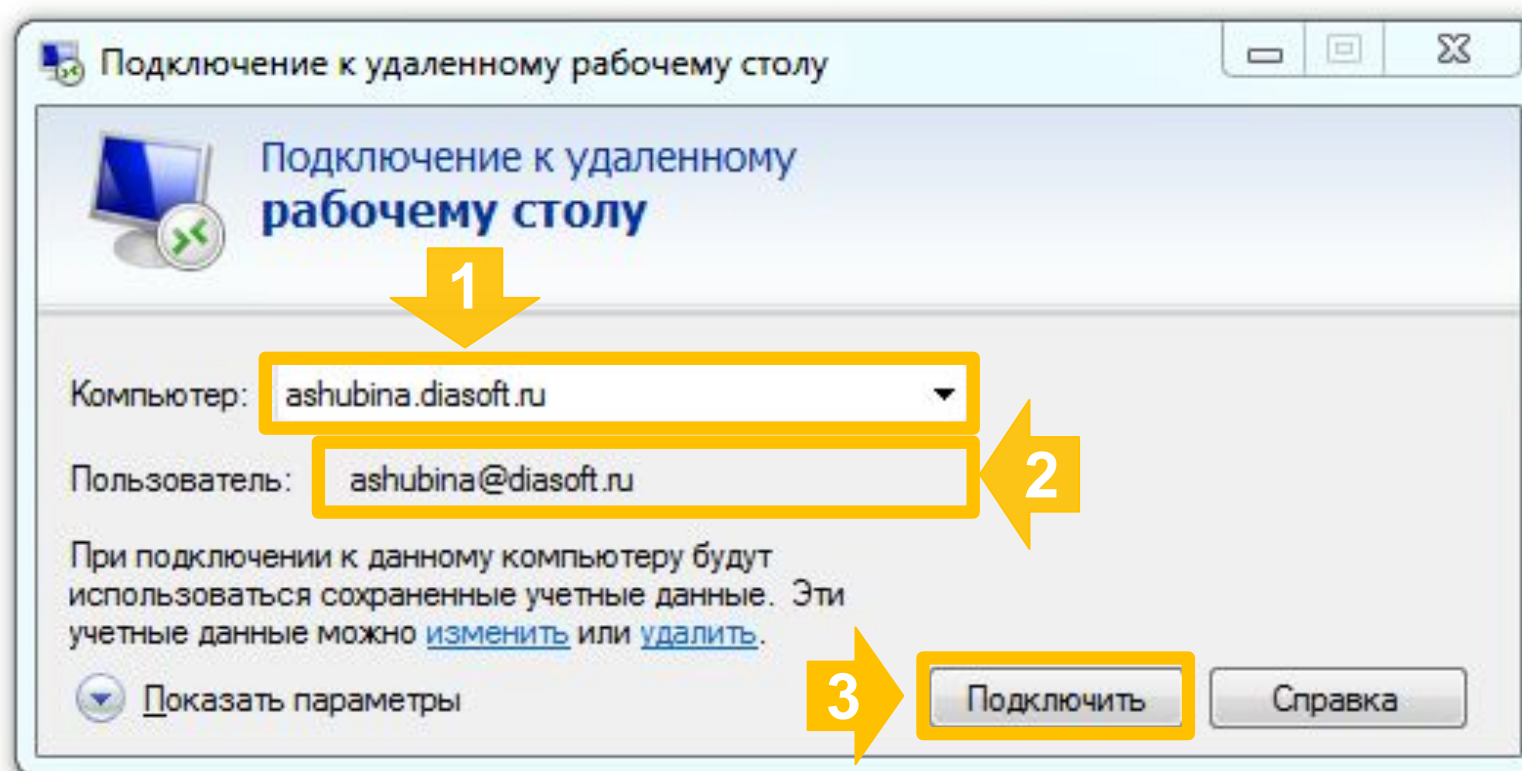 Подключение к удаленному рабочему столу
Подключение к удаленному
рабочему столу
1
Компьютер: ashubina.diasoft.ru
Пользователь: ashubina@diasoft.ru
2
При подключении к данному компьютеру будут
использоваться сохраненные учетные данные. Эти
учетные данные можно изменить или удалить.
Показать параметры
3
Подключить
Справка